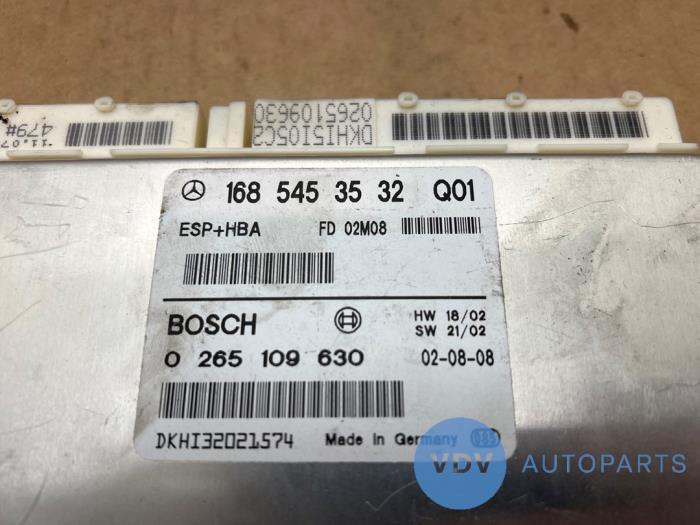 11.07
479#
DKHI5I05C2
0265109630
168 545 35 32 Q01
ESP+HBA FD 02M08
BOSCH HW 18/02
SW 21/02
0 265 109 630 02-08-08
DKHI32021574 Made in Germany
VDV AUTOPARTS